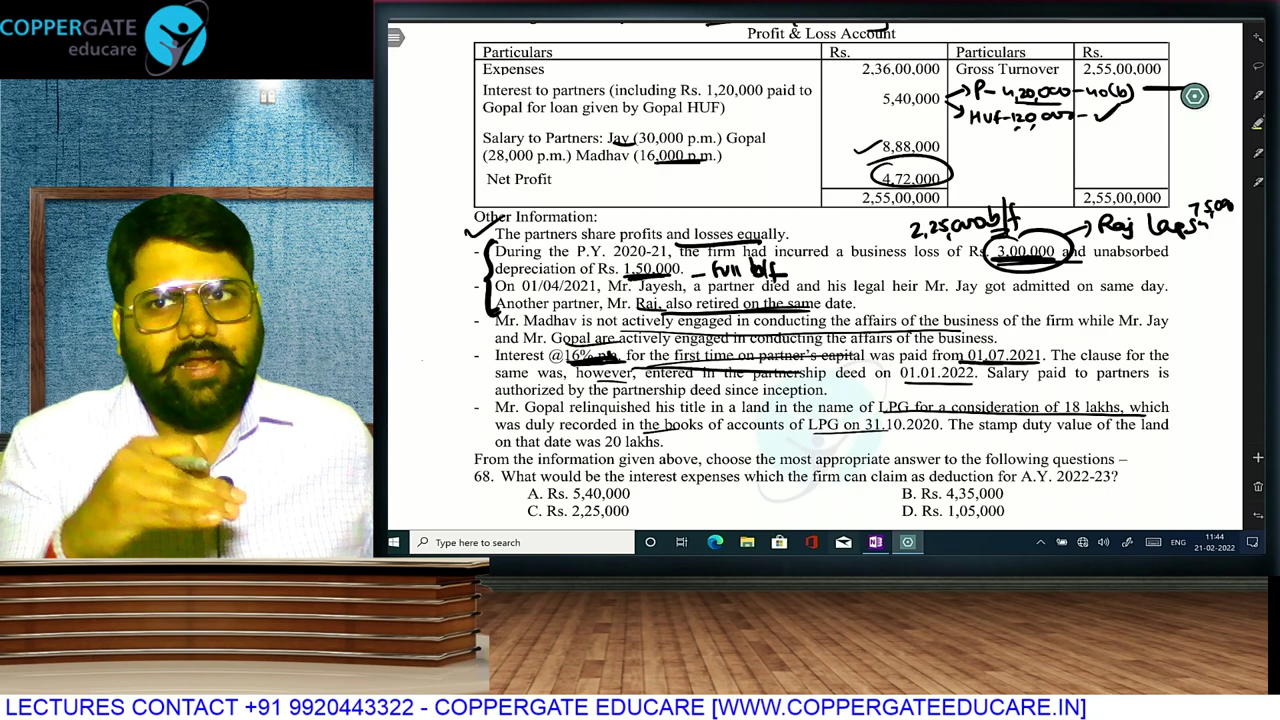 COPPERGATE
educare
Profit & Loss Account
Particulars Rs. Particulars Rs.
Expenses 2,36,00,000 Gross Turnover 2,55,00,000
Interest to partners (including Rs. 1,20,000 paid to
Gopal for loan given by Gopal HUF) 5,40,000
P - 4,20,000 - 40(b)
HUF - 120,000 -
Salary to Partners: Jay (30,000 p.m.) Gopal
(28,000 p.m.) Madhav (16,000 p.m.) 8,88,000
Net Profit 4,72,000
2,55,00,000 2,55,00,000
Other Information:
2,25,000 b/f
Raj laps
75,000
- The partners share profits and losses equally.
- During the P.Y. 2020-21, the firm had incurred a business loss of Rs. 3,00,000 and unabsorbed
depreciation of Rs. 1,50,000. - Full b/f
- On 01/04/2021, Mr. Jayesh, a partner died and his legal heir Mr. Jay got admitted on same day.
Another partner, Mr. Raj, also retired on the same date.
- Mr. Madhav is not actively engaged in conducting the affairs of the business of the firm while Mr. Jay
and Mr. Gopal are actively engaged in conducting the affairs of the business.
- Interest @16% p.a. for the first time on partner's capital was paid from 01.07.2021. The clause for the
same was, however, entered in the partnership deed on 01.01.2022. Salary paid to partners is
authorized by the partnership deed since inception.
- Mr. Gopal relinquished his title in a land in the name of LPG for a consideration of 18 lakhs, which
was duly recorded in the books of accounts of LPG on 31.10.2020. The stamp duty value of the land
on that date was 20 lakhs.
From the information given above, choose the most appropriate answer to the following questions –
68. What would be the interest expenses which the firm can claim as deduction for A.Y. 2022-23?
A. Rs. 5,40,000 B. Rs. 4,35,000
C. Rs. 2,25,000 D. Rs. 1,05,000
Type here to search
ENG
11:44
21-02-2022
LECTURES CONTACT +91 9920443322 - COPPERGATE EDUCARE [WWW.COPPERGATEEDUCARE.IN]